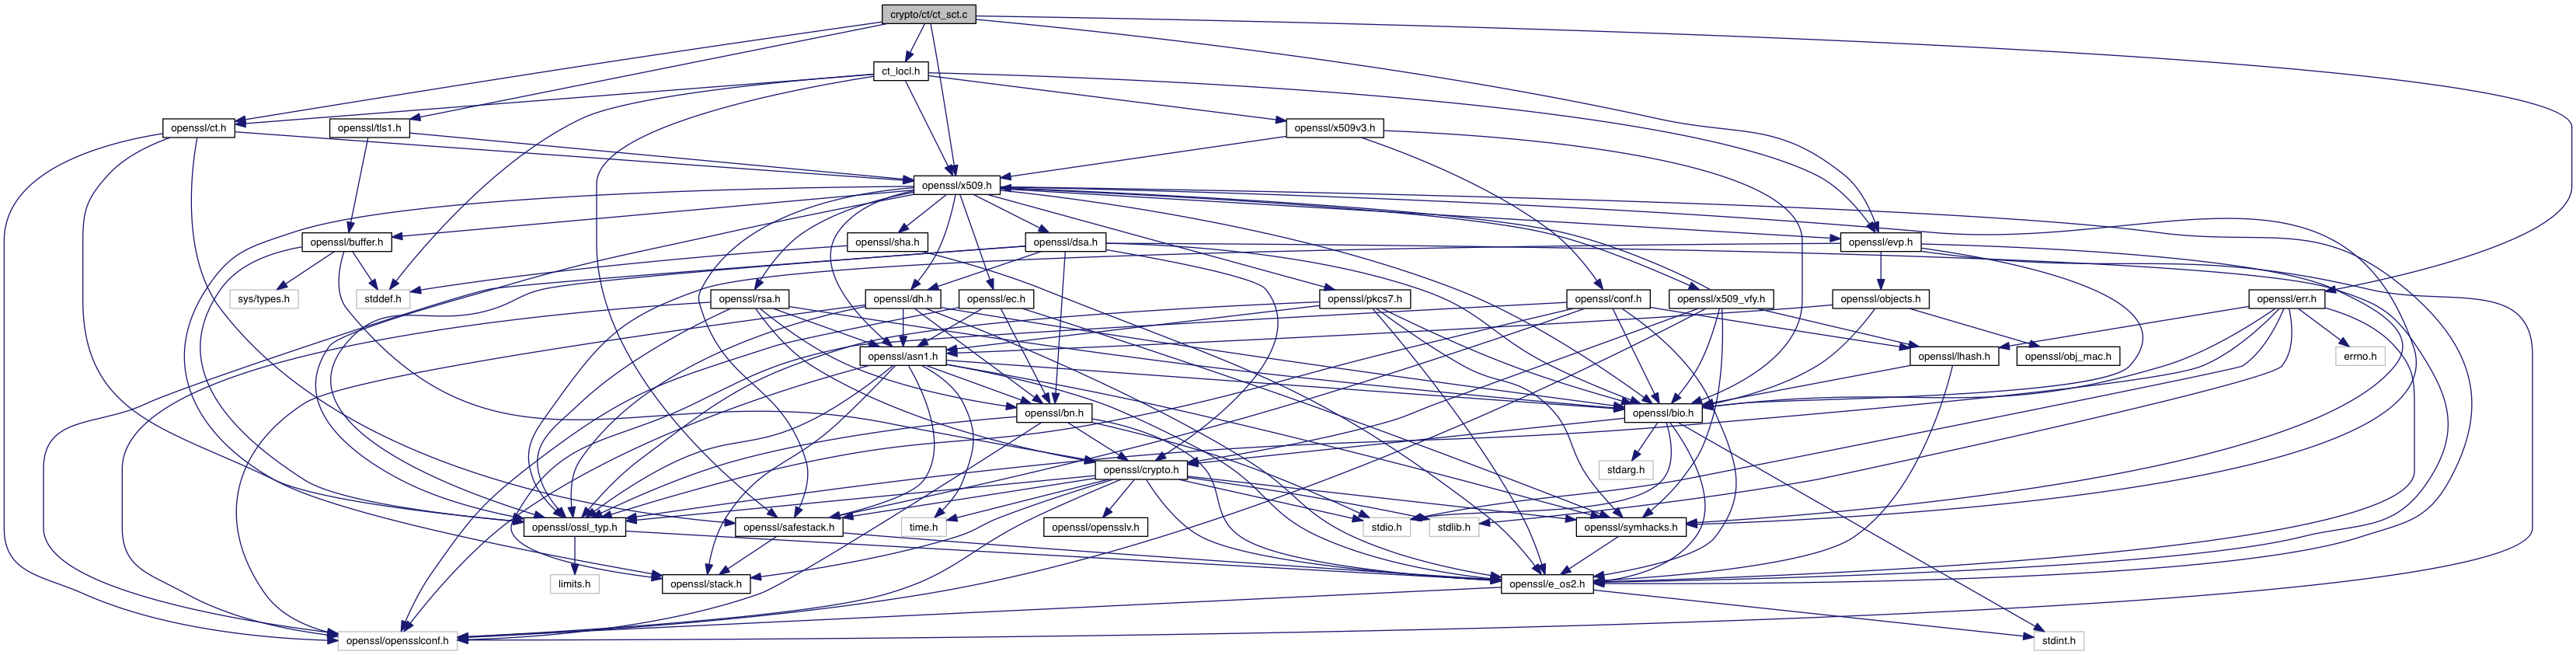 crypto/ct/ct_sct.c
ct_locl.h
openssl/ct.h
openssl/tls1.h
openssl/x509v3.h
openssl/x509.h
openssl/buffer.h
openssl/sha.h
openssl/dsa.h
openssl/evp.h
sys/types.h
stddef.h
openssl/rsa.h
openssl/dh.h
openssl/ec.h
openssl/pkcs7.h
openssl/conf.h
openssl/x509_vfy.h
openssl/objects.h
openssl/err.h
openssl/asn1.h
openssl/lhash.h
openssl/obj_mac.h
errno.h
openssl/bn.h
openssl/bio.h
openssl/crypto.h
stdarg.h
openssl/ossl_typ.h
openssl/safestack.h
time.h
openssl/opensslv.h
stdio.h
stdlib.h
openssl/symhacks.h
limits.h
openssl/stack.h
openssl/e_os2.h
openssl/opensslconf.h
stdint.h